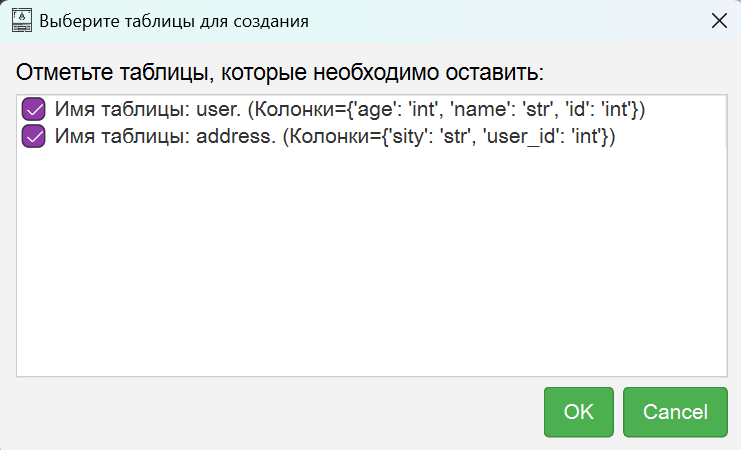 Выберите таблицы для создания
Отметьте таблицы, которые необходимо оставить:
Имя таблицы: user. (Колонки={'age': 'int', 'name': 'str', 'id': 'int'})
Имя таблицы: address. (Колонки={'sity': 'str', 'user_id': 'int'})
OK Cancel